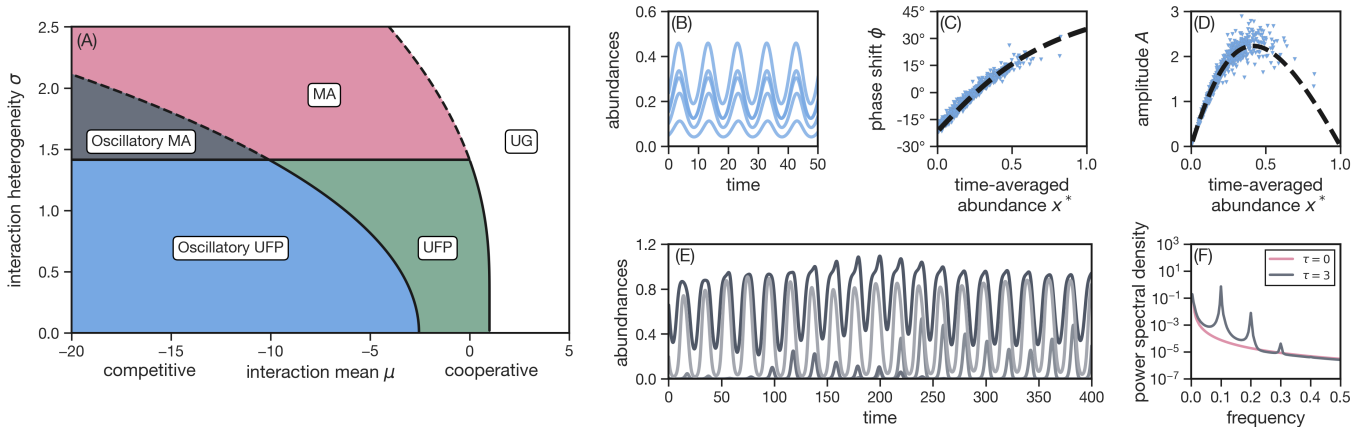 (A)
interaction heterogeneity σ
2.5
2.0
1.5
1.0
0.5
0.0
MA
Oscillatory MA
UG
Oscillatory UFP
UFP
−20
−15
−10
−5
0
5
competitive
interaction mean μ
cooperative
(B)
abundances
0.6
0.4
0.2
0.0
0 10 20 30 40 50
time
(C)
phase shift ϕ
45°
30°
15°
0°
-15°
-30°
0.0 0.5 1.0
time-averaged
abundance x*
(D)
amplitude A
3
2
1
0
0.0 0.5 1.0
time-averaged
abundance x*
(E)
abundnances
1.2
0.8
0.4
0.0
0 50 100 150 200 250 300 350 400
time
(F)
power spectral density
10³
10¹
10⁻¹
10⁻³
10⁻⁵
10⁻⁷
τ = 0
τ = 3
0.0 0.1 0.2 0.3 0.4 0.5
frequency